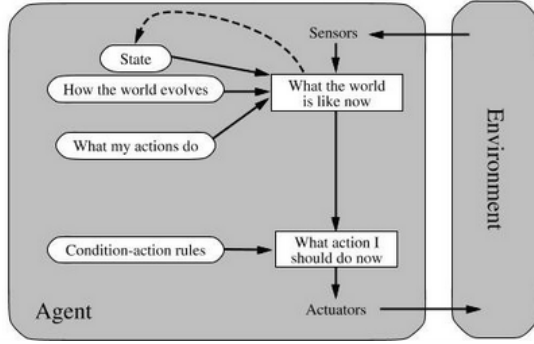 Sensors
State
How the world evolves
What the world
is like now
What my actions do
Condition-action rules
What action I
should do now
Agent
Actuators
Environment